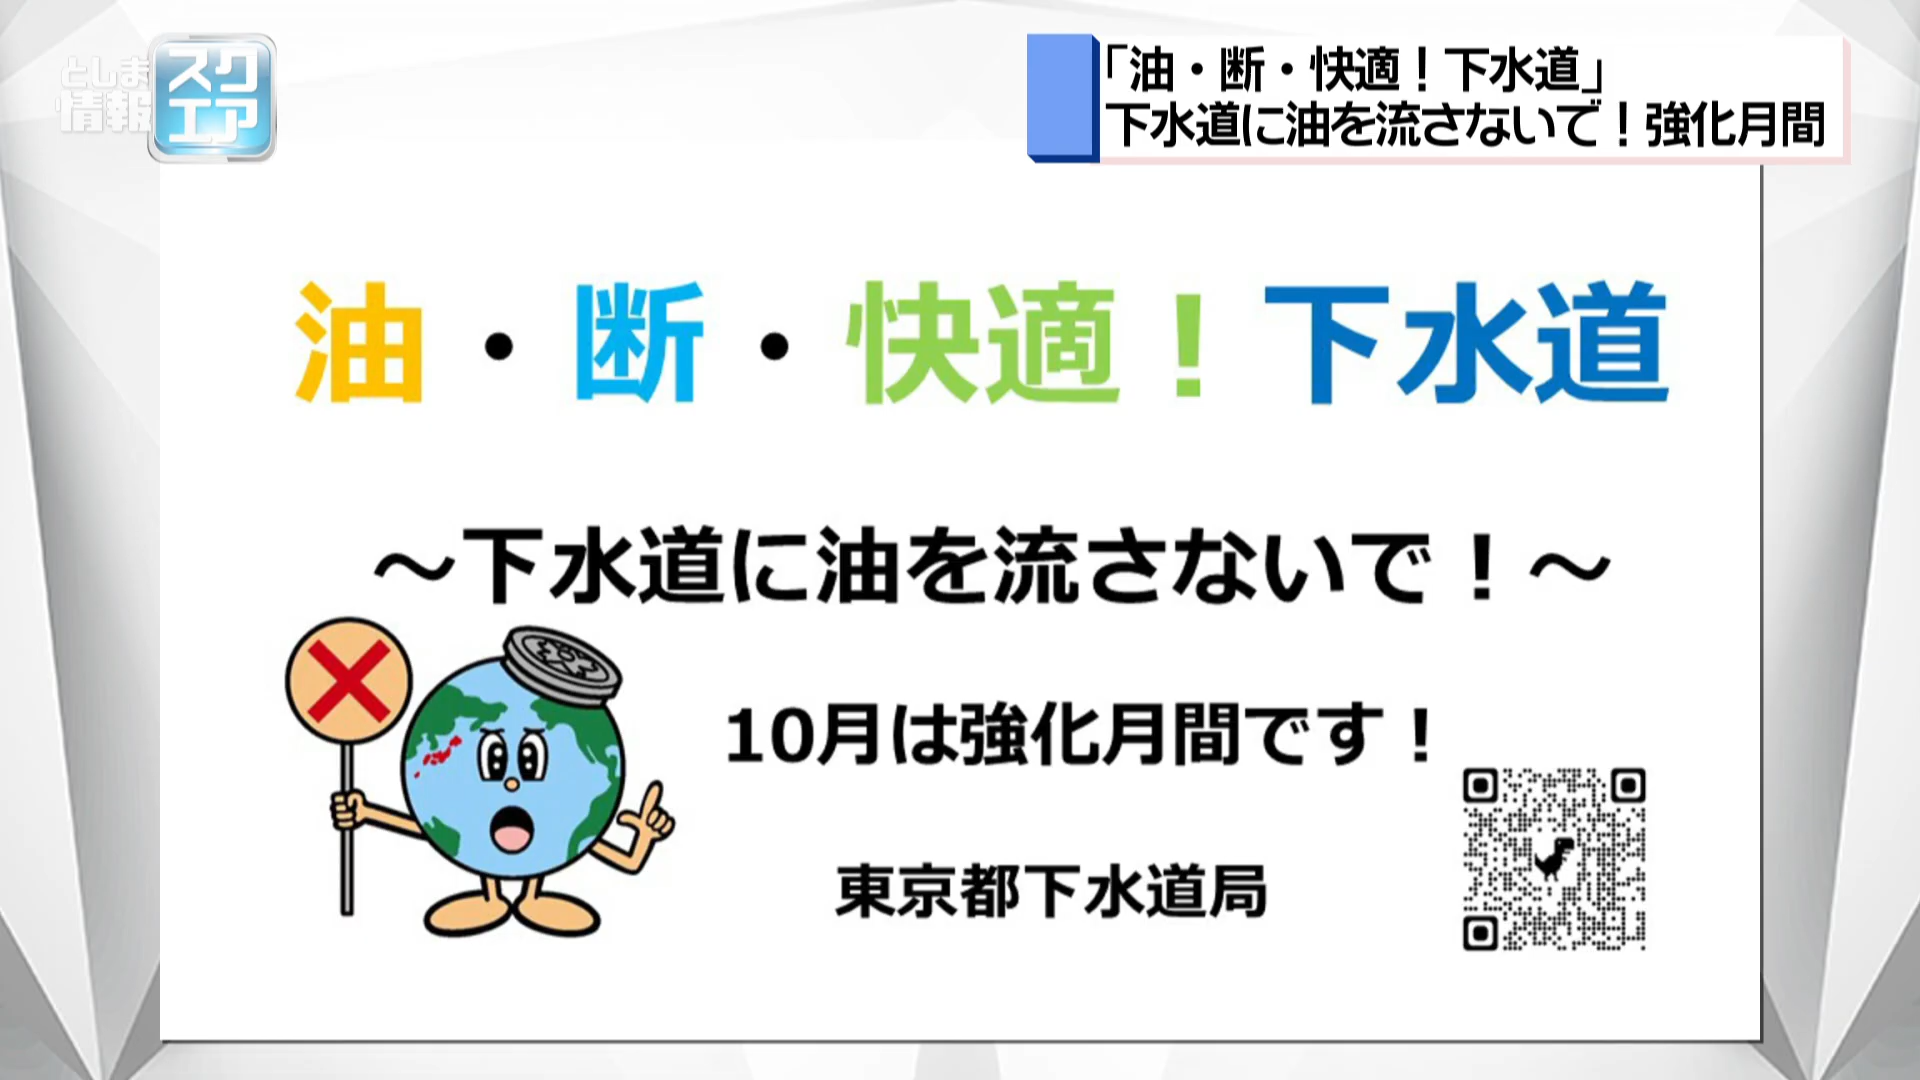 としま
情報
スク
エア
「油・断・快適！下水道」
下水道に油を流さないで！強化月間
油・断・快適！下水道
～下水道に油を流さないで！～
10月は強化月間です！
東京都下水道局